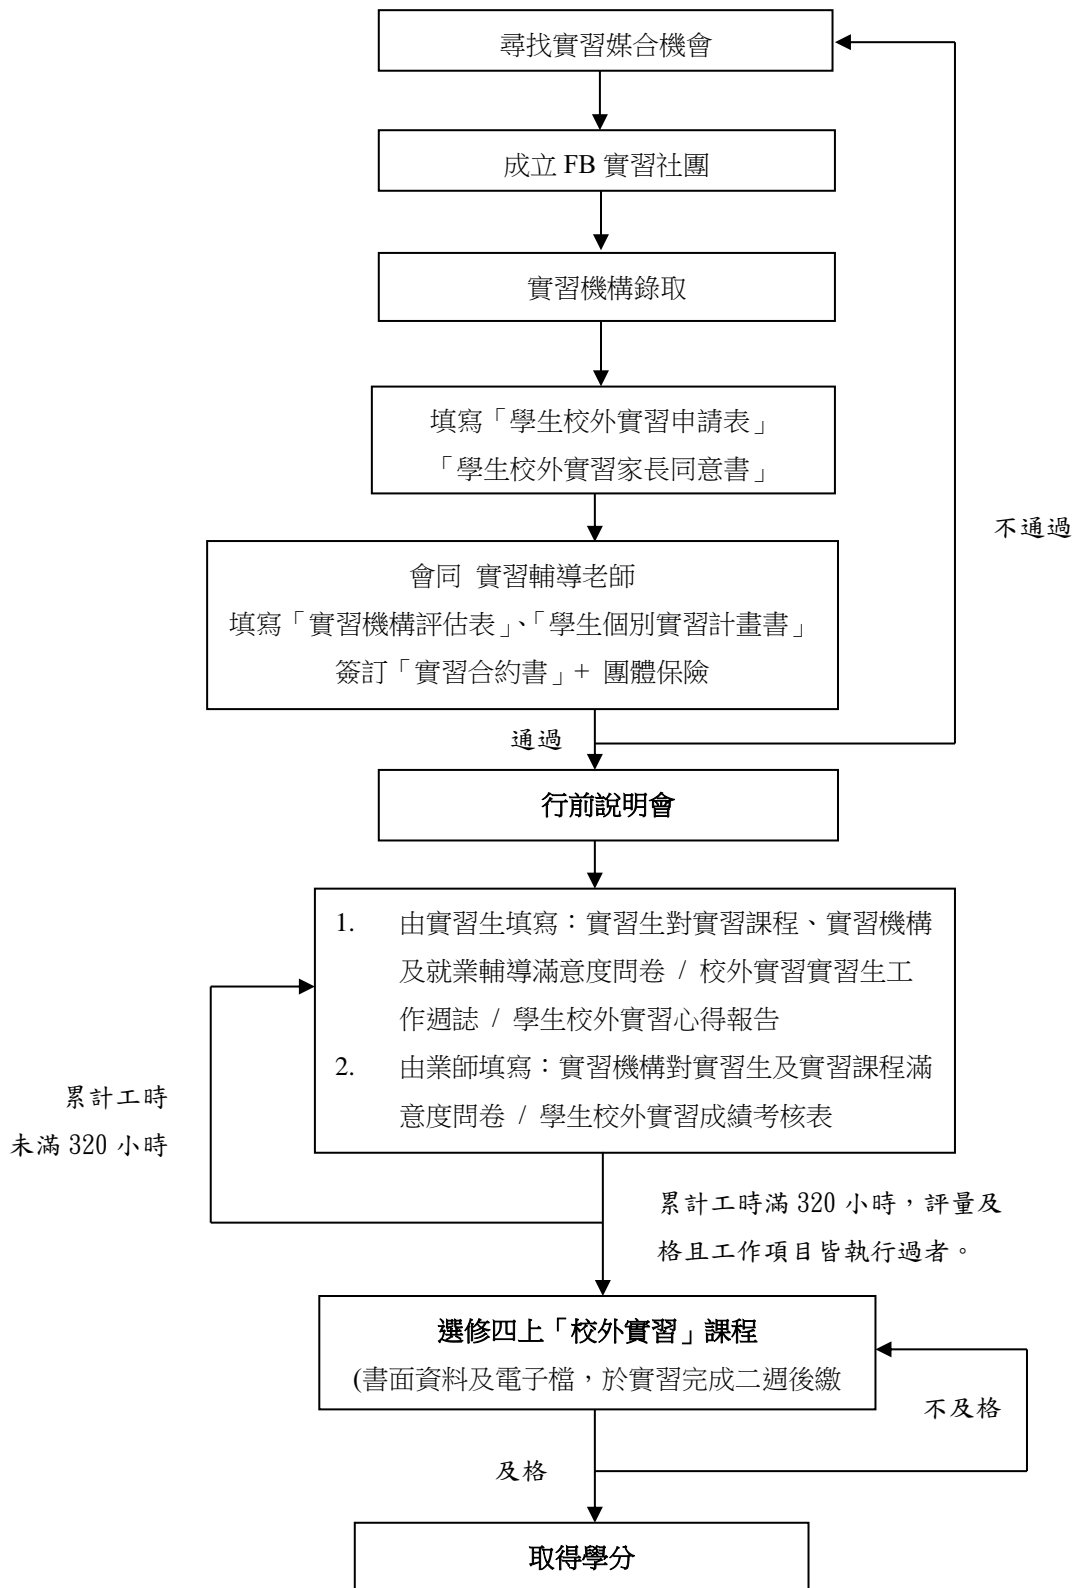 尋找實習媒合機會
成立 FB 實習社團
實習機構錄取
填寫「學生校外實習申請表」
「學生校外實習家長同意書」
不通過
會同 實習輔導老師
填寫「實習機構評估表」、「學生個別實習計畫書」
簽訂「實習合約書」+ 團體保險
通過
行前說明會
1. 由實習生填寫：實習生對實習課程、實習機構
及就業輔導滿意度問卷 / 校外實習實習生工
作週誌 / 學生校外實習心得報告
2. 由業師填寫：實習機構對實習生及實習課程滿
意度問卷 / 學生校外實習成績考核表
累計工時
未滿 320 小時
累計工時滿 320 小時，評量及
格且工作項目皆執行過者。
選修四上「校外實習」課程
(書面資料及電子檔，於實習完成二週後繳
不及格
及格
取得學分